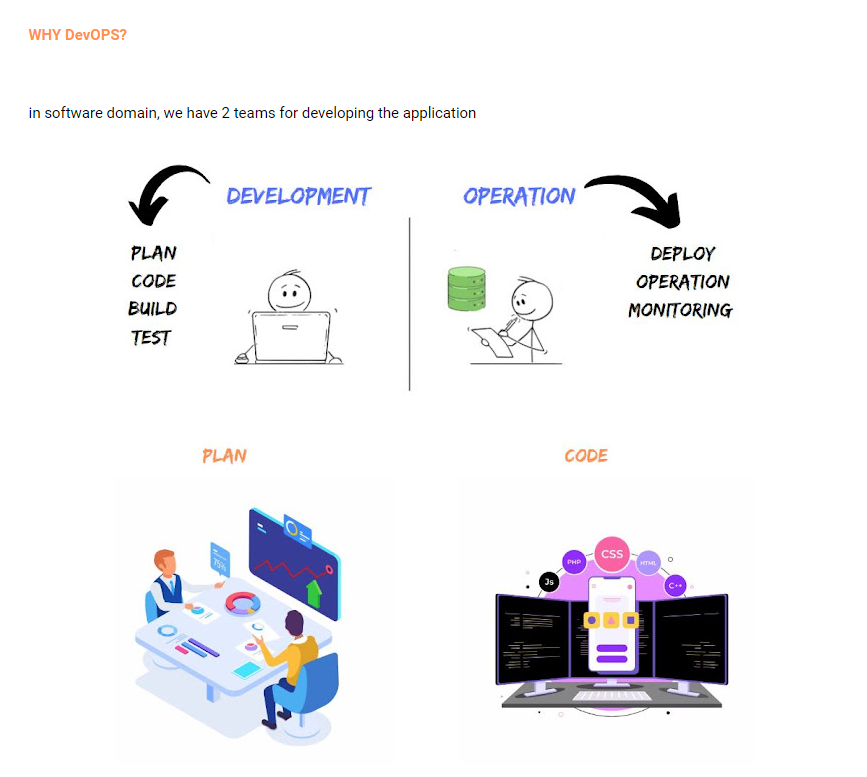 WHY DevOPS?
in software domain, we have 2 teams for developing the application
DEVELOPMENT
OPERATION
PLAN
CODE
BUILD
TEST
DEPLOY
OPERATION
MONITORING
PLAN
CODE
75%
CSS
PHP
HTML
Js
C++